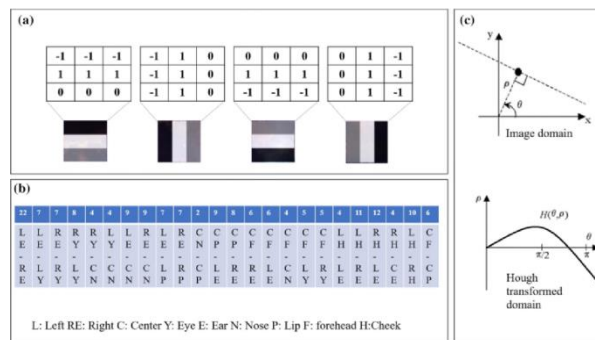 (a)
-1 -1 -1 -1 1 0 0 0 0 0 1 -1
1 1 1 -1 1 0 1 1 1 0 1 -1
0 0 0 -1 1 0 -1 -1 -1 0 1 -1
(b)
22 7 7 8 4 4 9 9 7 7 2 9 8 6 6 4 5 5 4 11 12 4 10 6
L L R R R L R L L R C C C C C C C C L L R R L C
E E E Y Y Y E E E E N P P F F F F F H H H H H F
- - - - - - - - - - - - - - - - - - - - - - - -
R L R L C C C C L R C L R R L C L R L R L C R C
E Y Y Y N N N N P P P E E E E N Y Y E E E P H P
L: Left RE: Right C: Center Y: Eye E: Ear N: Nose P: Lip F: forehead H:Cheek
(c)
y
ρ
θ
x
Image domain
ρ
H(θ,ρ)
θ
π/2
π
Hough
transformed
domain